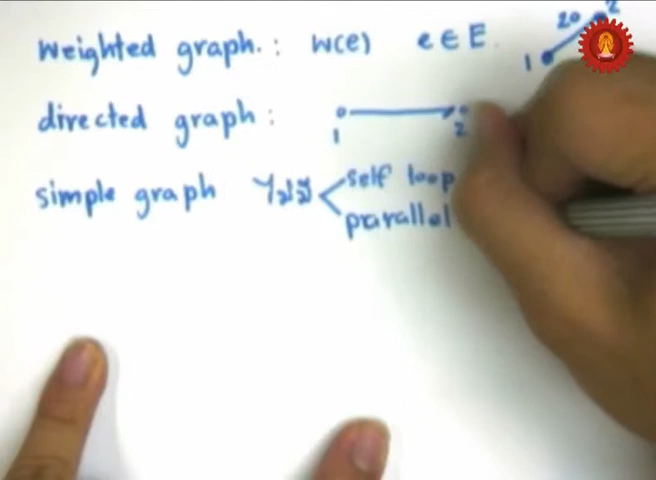 weighted graph. : w(e) e ∈ E.
20
1 2
directed graph :
1 2
simple graph ไม่มี self loop
parallel